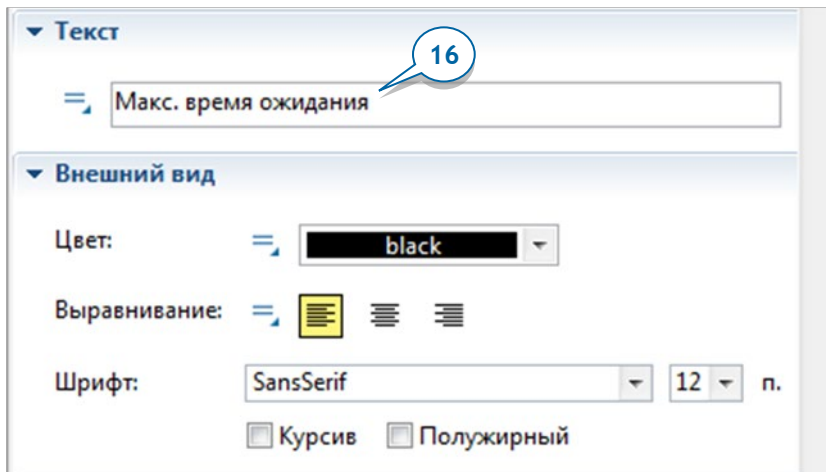 Текст
16
Макс. время ожидания
Внешний вид
Цвет:
black
Выравнивание:
Шрифт: SansSerif 12 п.
Курсив Полужирный